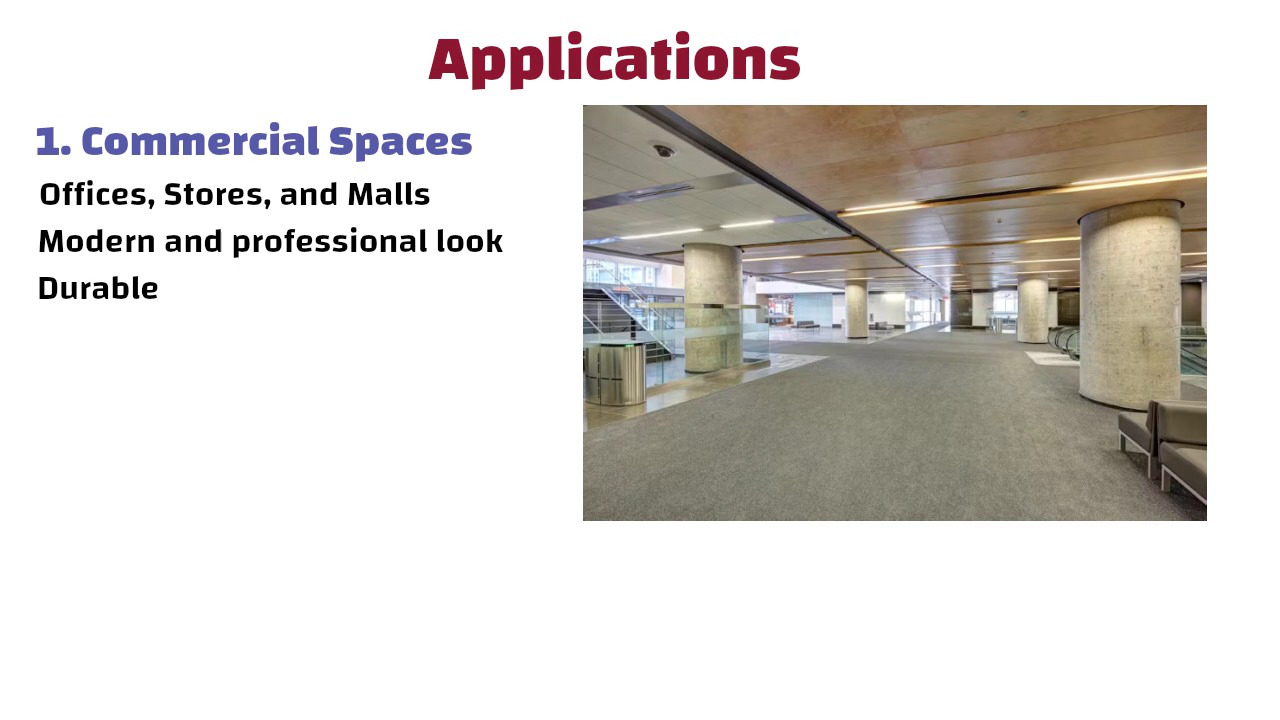 Applications
1. Commercial Spaces
Offices, Stores, and Malls
Modern and professional look
Durable